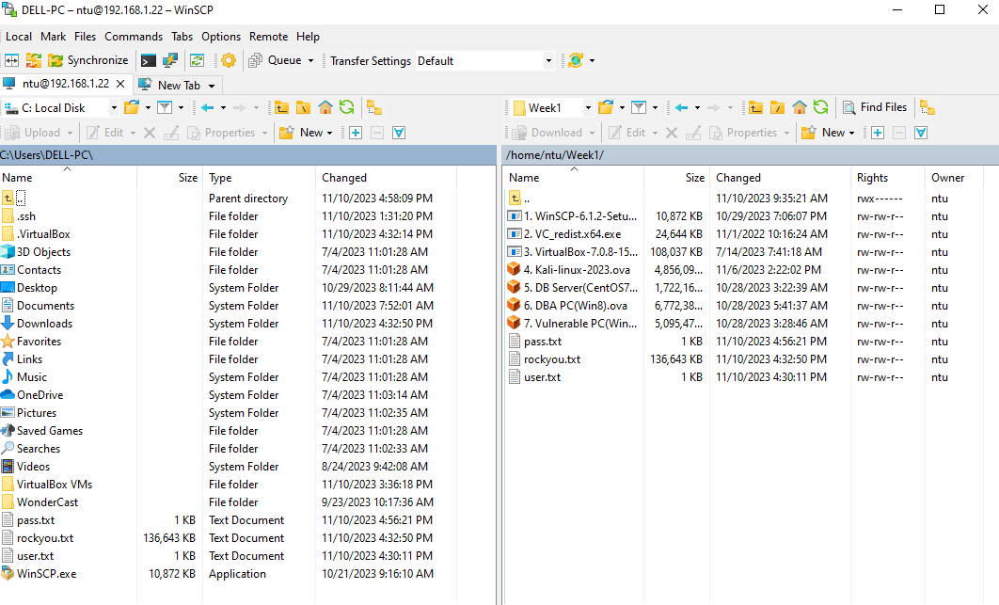 DELL-PC – ntu@192.168.1.22 – WinSCP
Local Mark Files Commands Tabs Options Remote Help
Synchronize Queue Transfer Settings Default
ntu@192.168.1.22 New Tab
C: Local Disk
Upload Edit Properties New
C:\Users\DELL-PC\
Name Size Type Changed
.. Parent directory 11/10/2023 4:58:09 PM
.ssh File folder 11/10/2023 1:31:20 PM
.VirtualBox File folder 11/10/2023 4:32:14 PM
3D Objects File folder 7/4/2023 11:01:28 AM
Contacts File folder 7/4/2023 11:01:28 AM
Desktop System Folder 10/29/2023 8:11:44 AM
Documents System Folder 11/10/2023 7:52:01 AM
Downloads System Folder 11/10/2023 4:32:50 PM
Favorites File folder 7/4/2023 11:01:28 AM
Links File folder 7/4/2023 11:01:28 AM
Music System Folder 7/4/2023 11:01:28 AM
OneDrive System Folder 7/4/2023 11:03:14 AM
Pictures System Folder 7/4/2023 11:02:35 AM
Saved Games File folder 7/4/2023 11:01:28 AM
Searches File folder 7/4/2023 11:02:33 AM
Videos System Folder 8/24/2023 9:42:08 AM
VirtualBox VMs File folder 11/10/2023 3:36:18 PM
WonderCast File folder 9/23/2023 10:17:36 AM
pass.txt 1 KB Text Document 11/10/2023 4:56:21 PM
rockyou.txt 136,643 KB Text Document 11/10/2023 4:32:50 PM
user.txt 1 KB Text Document 11/10/2023 4:30:11 PM
WinSCP.exe 10,872 KB Application 10/21/2023 9:16:10 AM
Week1 Find Files
Download Edit Properties New
/home/ntu/Week1/
Name Size Changed Rights Owner
.. 11/10/2023 9:35:21 AM rwx------ ntu
1. WinSCP-6.1.2-Setu... 10,872 KB 10/29/2023 7:06:07 PM rw-rw-r-- ntu
2. VC_redist.x64.exe 24,644 KB 11/1/2022 10:16:24 AM rw-rw-r-- ntu
3. VirtualBox-7.0.8-15... 108,037 KB 7/14/2023 7:41:18 AM rw-rw-r-- ntu
4. Kali-linux-2023.ova 4,856,09... 11/6/2023 2:22:02 PM rw-rw-r-- ntu
5. DB Server(CentOS7... 1,722,16... 10/28/2023 3:22:39 AM rw-rw-r-- ntu
6. DBA PC(Win8).ova 6,772,38... 10/28/2023 5:41:37 AM rw-rw-r-- ntu
7. Vulnerable PC(Win... 5,095,47... 10/28/2023 3:28:46 AM rw-rw-r-- ntu
pass.txt 1 KB 11/10/2023 4:56:21 PM rw-rw-r-- ntu
rockyou.txt 136,643 KB 11/10/2023 4:32:50 PM rw-rw-r-- ntu
user.txt 1 KB 11/10/2023 4:30:11 PM rw-rw-r-- ntu